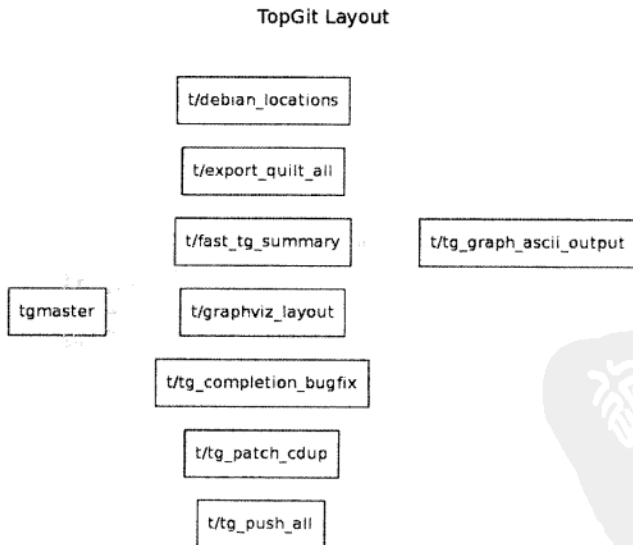 TopGit Layout
t/debian_locations
t/export_quilt_all
t/fast_tg_summary
t/tg_graph_ascii_output
tgmaster
t/graphviz_layout
t/tg_completion_bugfix
t/tg_patch_cdup
t/tg_push_all